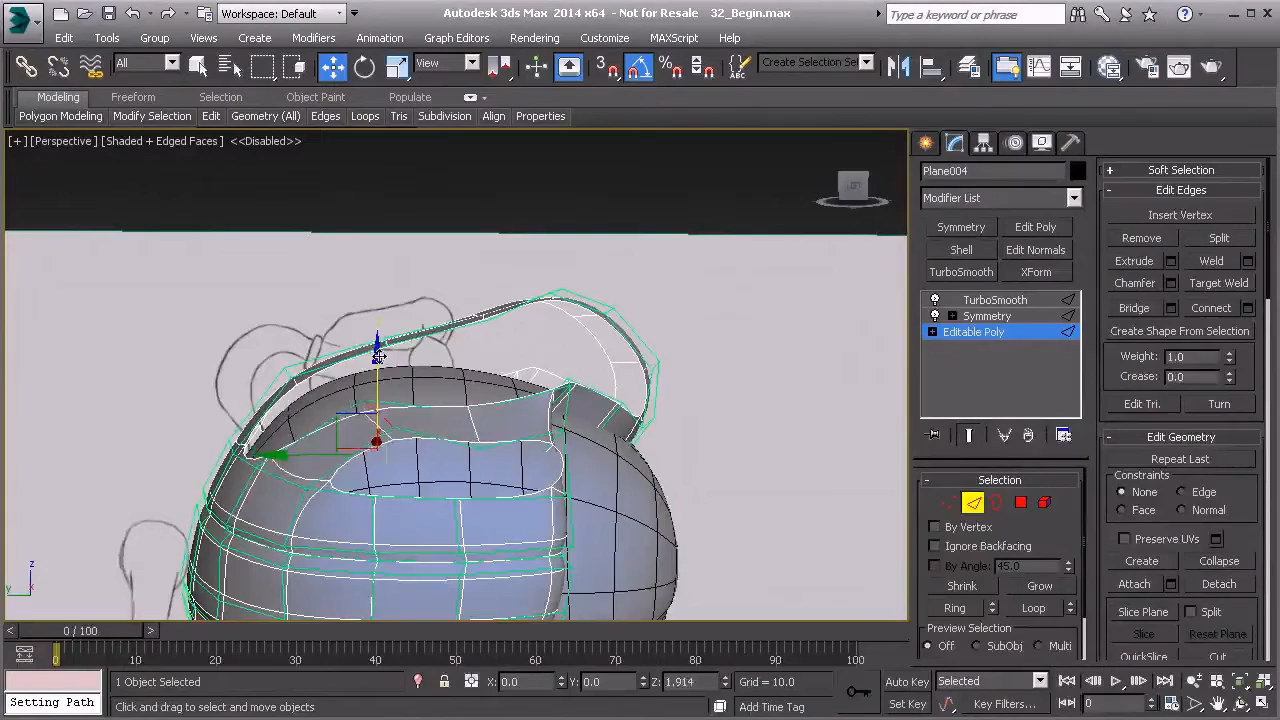 Workspace: Default
Autodesk 3ds Max 2014 x64 - Not for Resale 32_Begin.max
Type a keyword or phrase
Edit Tools Group Views Create Modifiers Animation Graph Editors Rendering Customize MAXScript Help
All View Create Selection Se
Modeling Freeform Selection Object Paint Populate
Polygon Modeling Modify Selection Edit Geometry (All) Edges Loops Tris Subdivision Align Properties
[+] [Perspective] [Shaded + Edged Faces] <<Disabled>>
Plane004
Modifier List
Symmetry Edit Poly
Shell Edit Normals
TurboSmooth XForm
TurboSmooth
Symmetry
Editable Poly
Selection
By Vertex
Ignore Backfacing
By Angle: 45.0
Shrink Grow
Ring Loop
Preview Selection
Off SubObj Multi
Soft Selection
Edit Edges
Insert Vertex
Remove Split
Extrude Weld
Chamfer Target Weld
Bridge Connect
Create Shape From Selection
Weight: 1.0
Crease: 0.0
Edit Tri. Turn
Edit Geometry
Repeat Last
Constraints
None Edge
Face Normal
Preserve UVs
Create Collapse
Attach Detach
Slice Plane Split
Slice Reset Plane
QuickSlice Cut
z
y
x
0 / 100
0 10 20 30 40 50 60 70 80 90 100
1 Object Selected X: 0.0 Y: 0.0 Z: 1.914 Grid = 10.0 Auto Key Selected
Setting Path Click and drag to select and move objects Add Time Tag Set Key Key Filters... 0